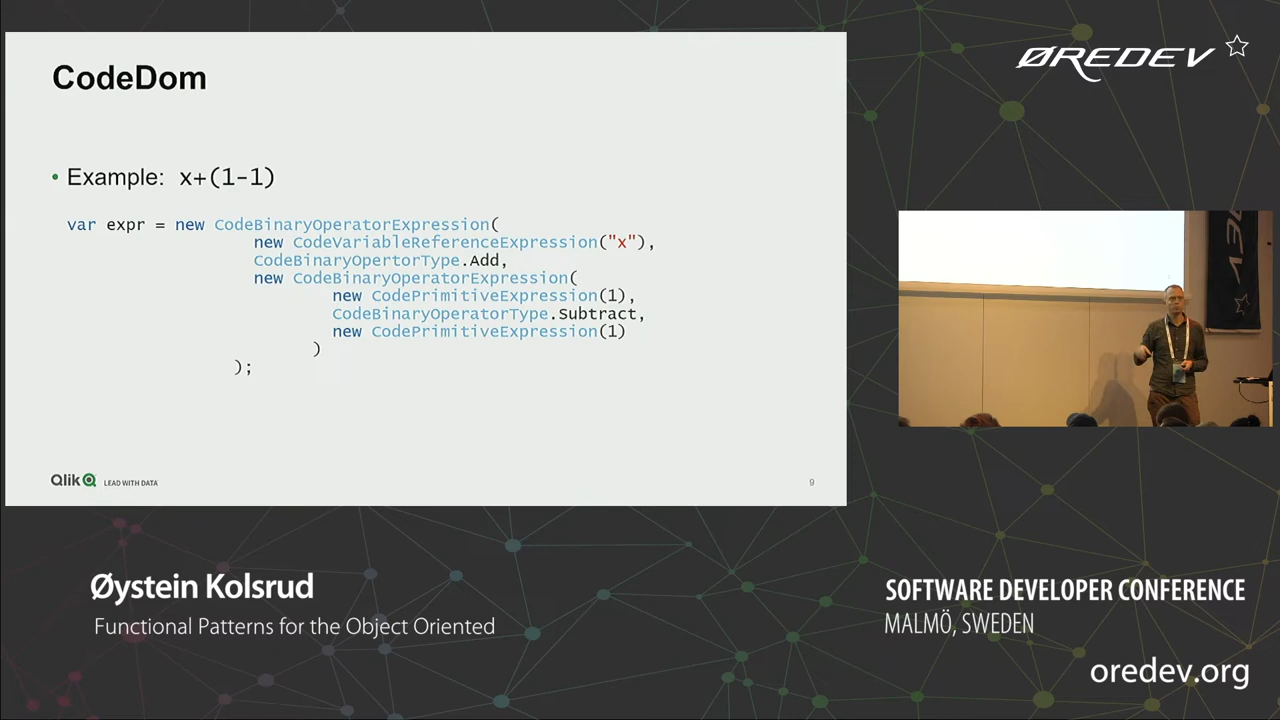 ØREDEV
CodeDom
• Example: x+(1-1)
var expr = new CodeBinaryOperatorExpression(
new CodeVariableReferenceExpression("x"),
CodeBinaryOpertorType.Add,
new CodeBinaryOperatorExpression(
new CodePrimitiveExpression(1),
CodeBinaryOperatorType.Subtract,
new CodePrimitiveExpression(1)
)
);
Qlik LEAD WITH DATA
9
Øystein Kolsrud
Functional Patterns for the Object Oriented
SOFTWARE DEVELOPER CONFERENCE
MALMÖ, SWEDEN
oredev.org